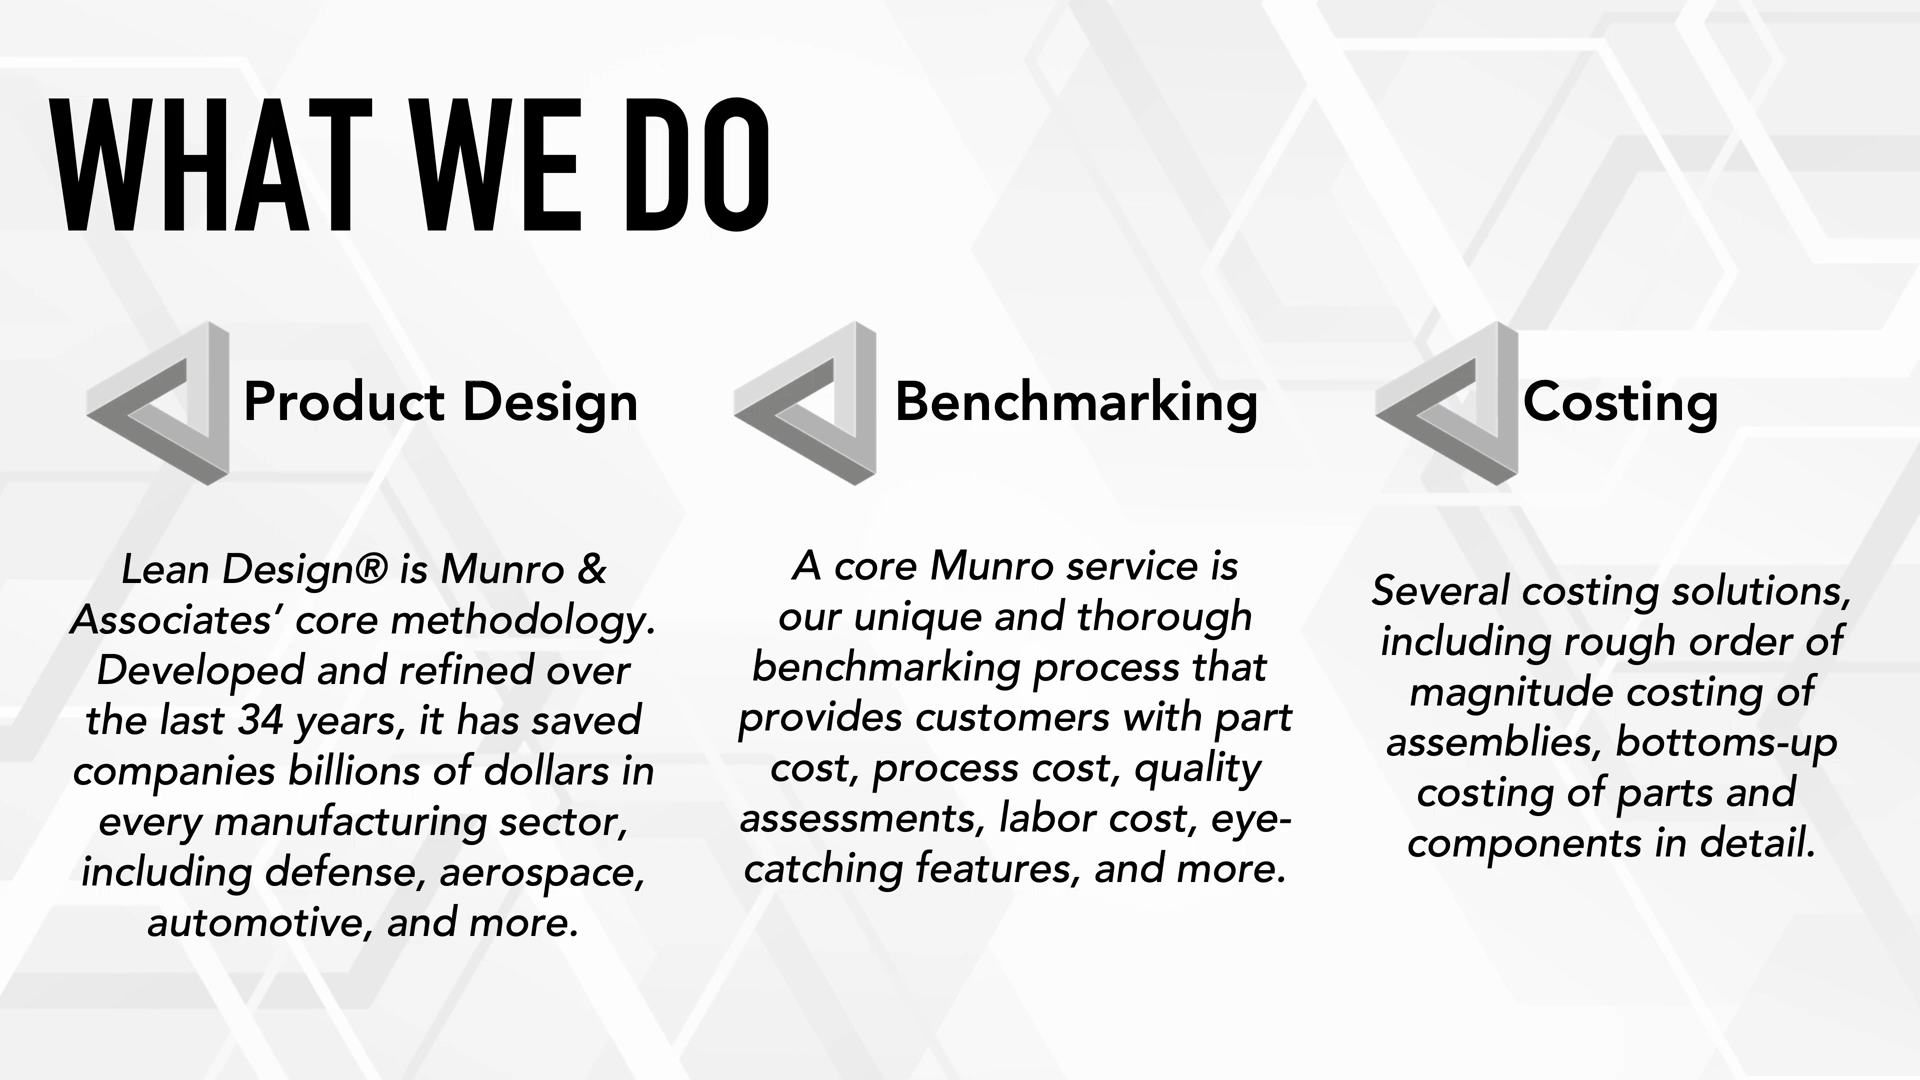 WHAT WE DO
Product Design
Lean Design® is Munro &
Associates’ core methodology.
Developed and refined over
the last 34 years, it has saved
companies billions of dollars in
every manufacturing sector,
including defense, aerospace,
automotive, and more.
Benchmarking
A core Munro service is
our unique and thorough
benchmarking process that
provides customers with part
cost, process cost, quality
assessments, labor cost, eye-
catching features, and more.
Costing
Several costing solutions,
including rough order of
magnitude costing of
assemblies, bottoms-up
costing of parts and
components in detail.